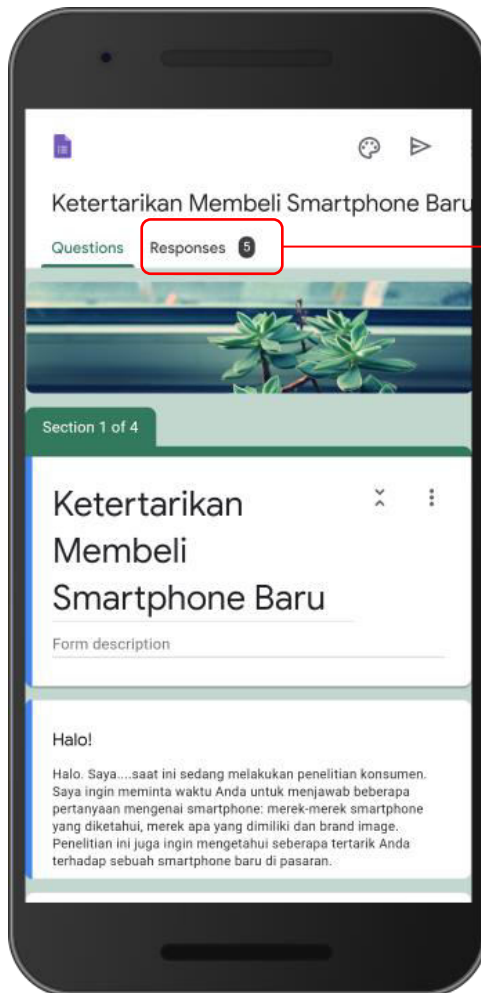 Ketertarikan Membeli Smartphone Baru
Questions Responses 5
Section 1 of 4
Ketertarikan
Membeli
Smartphone Baru
Form description
Halo!
Halo. Saya....saat ini sedang melakukan penelitian konsumen.
Saya ingin meminta waktu Anda untuk menjawab beberapa
pertanyaan mengenai smartphone: merek-merek smartphone
yang diketahui, merek apa yang dimiliki dan brand image.
Penelitian ini juga ingin mengetahui seberapa tertarik Anda
terhadap sebuah smartphone baru di pasaran.